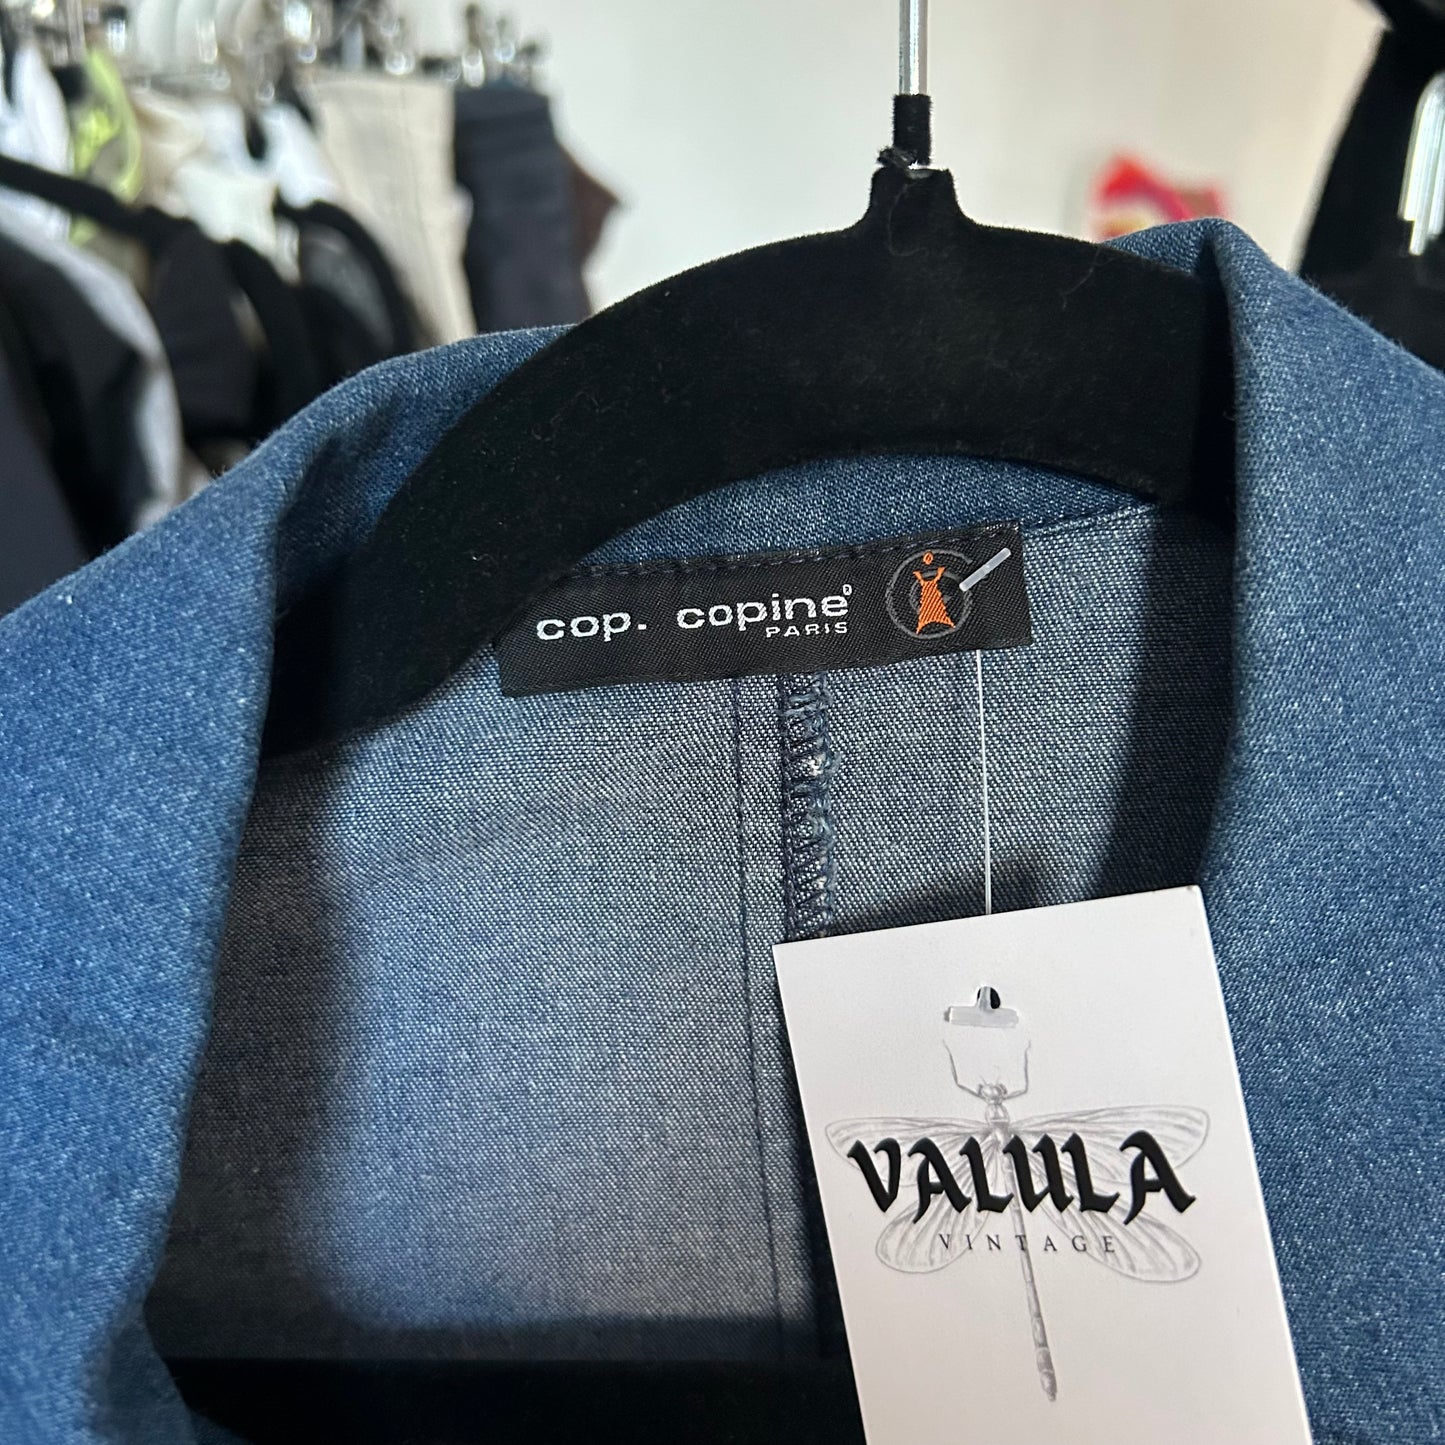 cop. copine®
PARIS
VALULA
VINTAGE